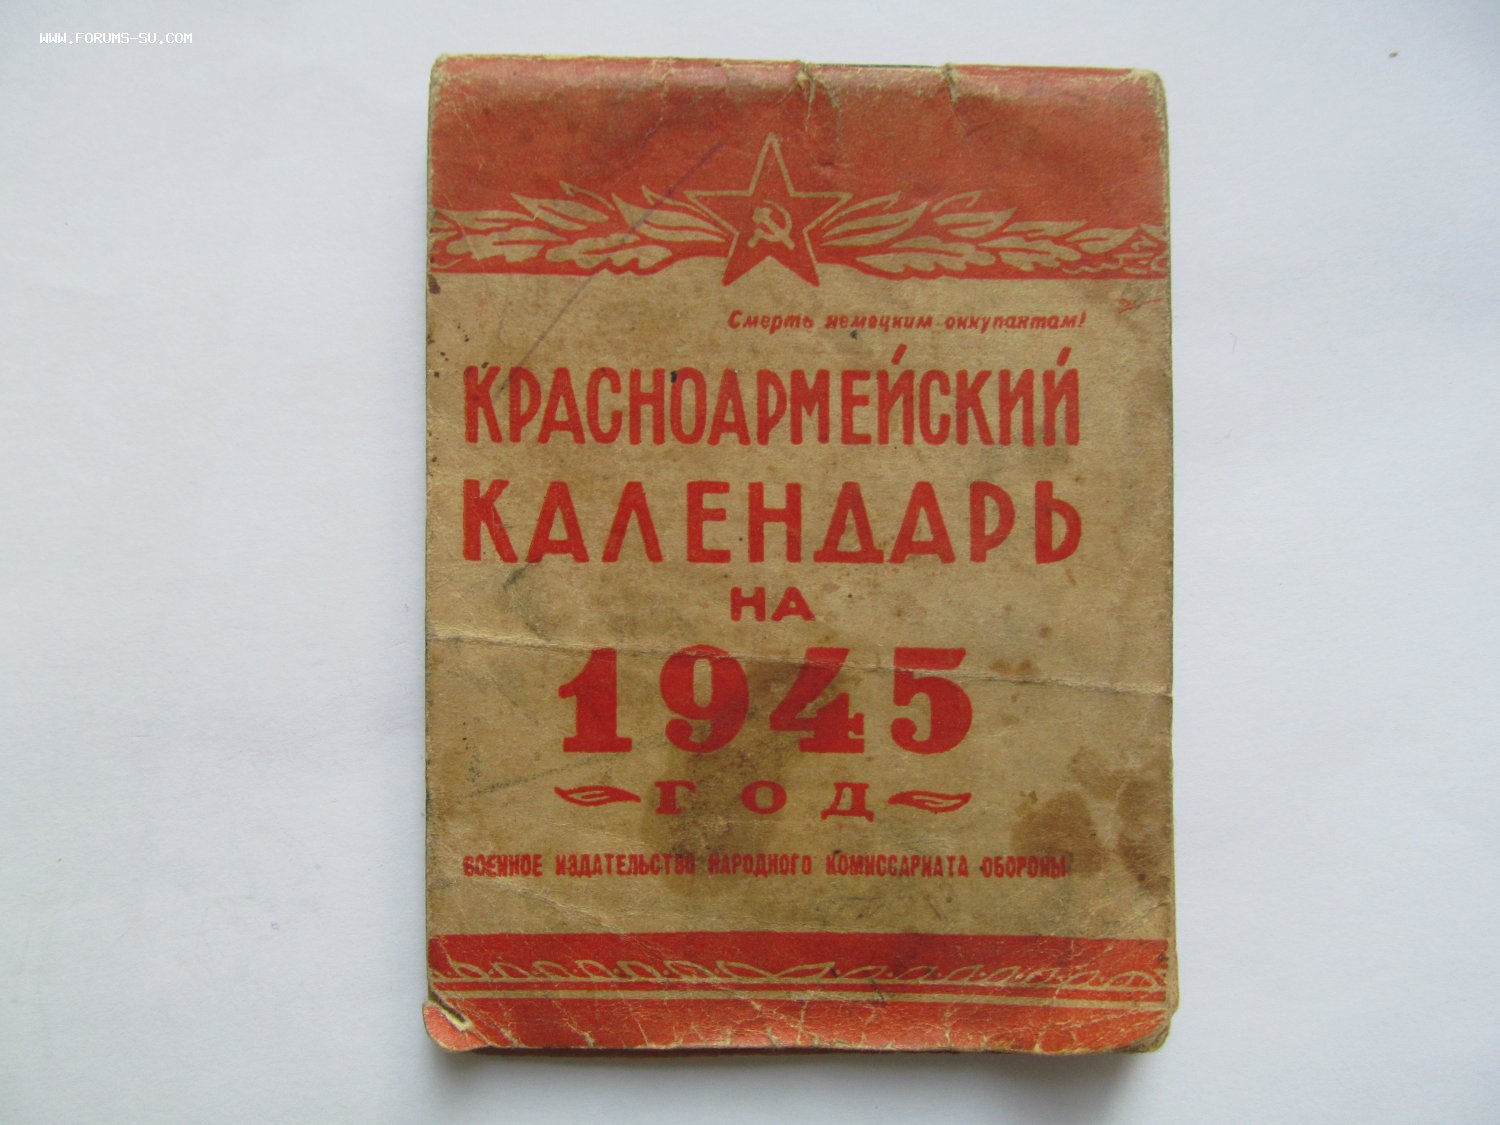 WWW.FORUMS-SU.COM
Смерть немецким оккупантам!
КРАСНОАРМЕЙСКИЙ
КАЛЕНДАРЬ
НА
1945
ГОД
ВОЕННОЕ ИЗДАТЕЛЬСТВО НАРОДНОГО КОМИССАРИАТА ОБОРОНЫ